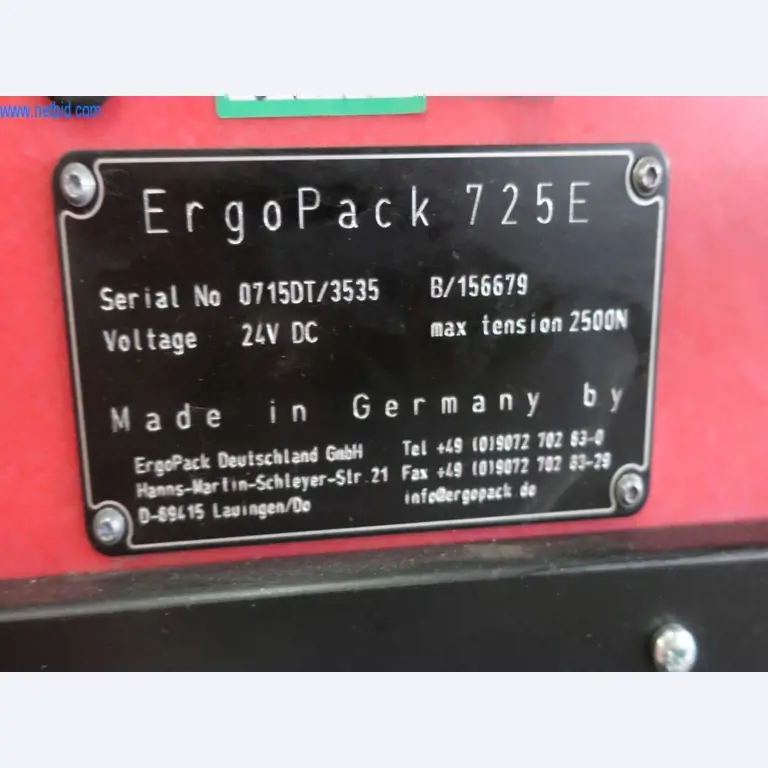 www.netbid.com
ErgoPack 725E
Serial No 0715DT/3535 B/156679
Voltage 24V DC max tension 2500N
Made in Germany by
ErgoPack Deutschland GmbH Tel +49 (0)9072 702 83-0
Hanns-Martin-Schleyer-Str.21 Fax +49 (0)9072 702 83-29
D-89415 Lauingen/Do info@ergopack.de